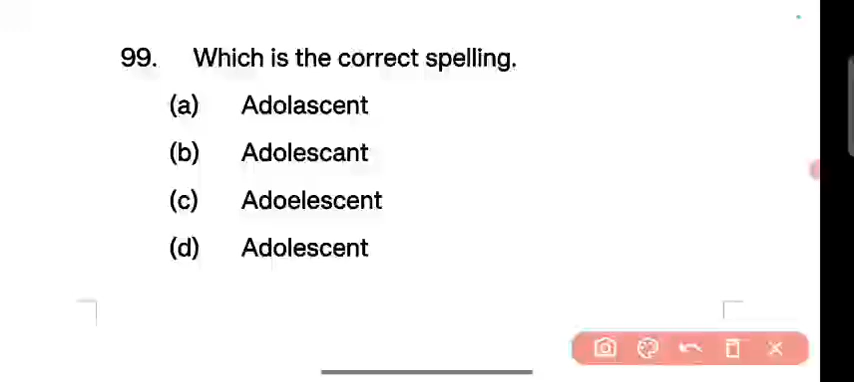 99. Which is the correct spelling.
(a) Adolascent
(b) Adolescant
(c) Adoelescent
(d) Adolescent